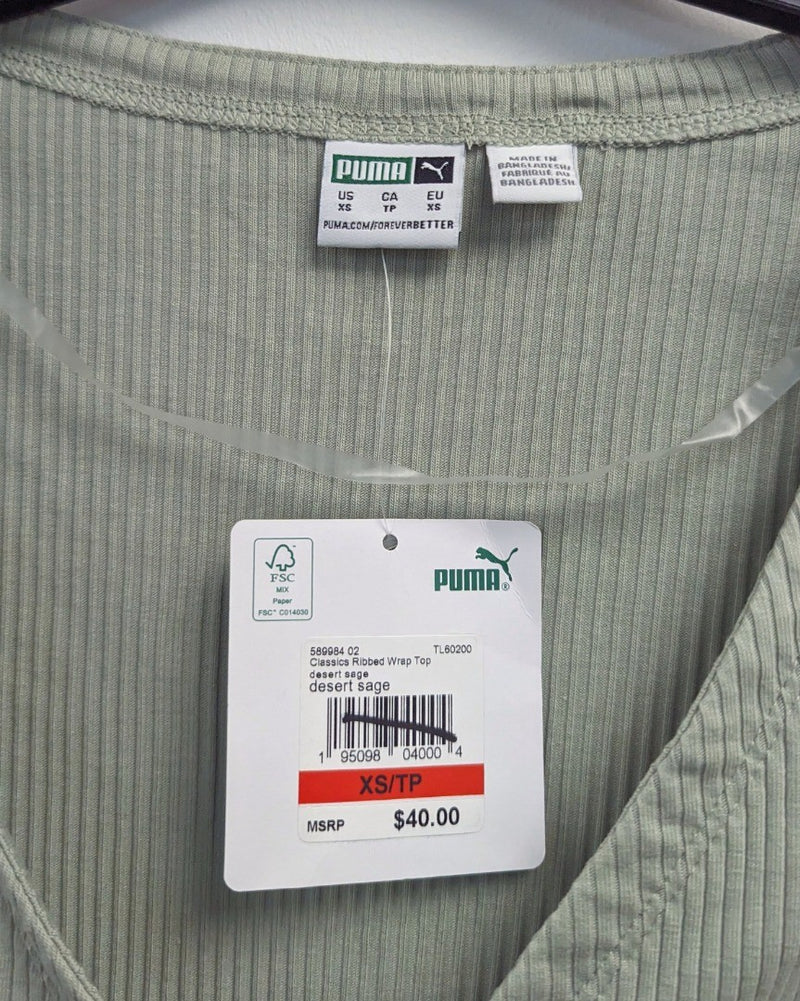 PUMA
US CA EU
XS TP XS
PUMA.COM/FOREVERBETTER
MADE IN
BANGLADESH/
FABRIQUÉ AU
BANGLADESH
FSC
MIX
Paper
FSC™ C014030
PUMA®
589984 02 TL60200
Classics Ribbed Wrap Top
desert sage
desert sage
1 95098 04000 4
XS/TP
MSRP $40.00